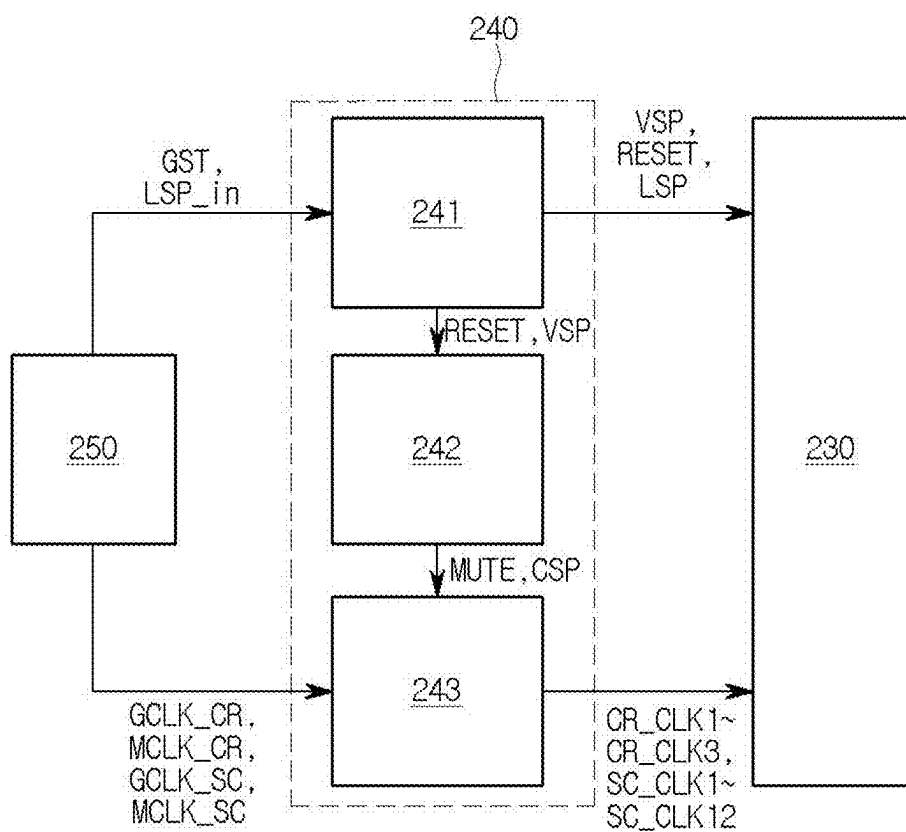 240
GST,
LSP_in
241
VSP,
RESET,
LSP
RESET,VSP
250
242
230
MUTE,CSP
243
GCLK_CR,
MCLK_CR,
GCLK_SC,
MCLK_SC
CR_CLK1~
CR_CLK3,
SC_CLK1~
SC_CLK12